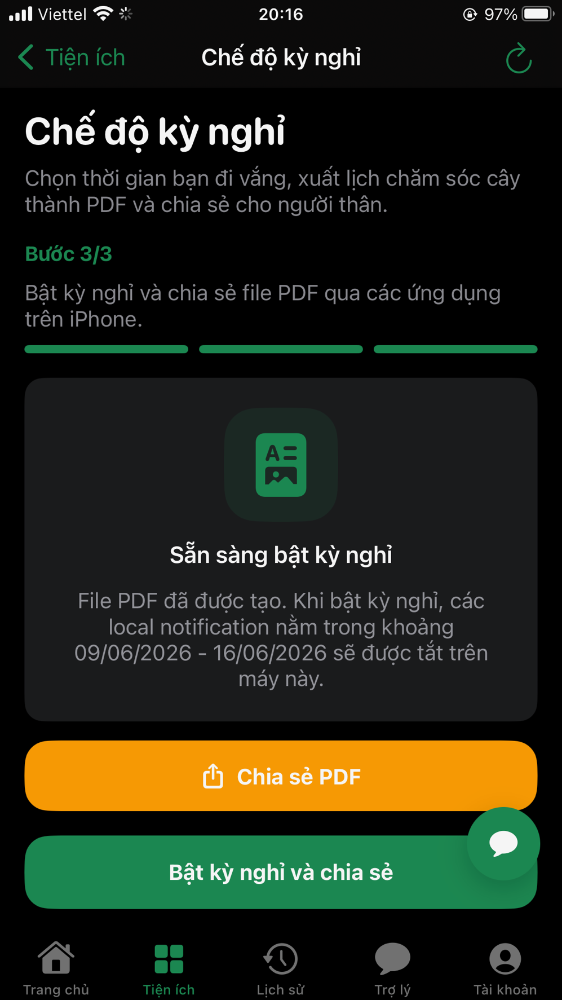 Viettel
20:16
97%
Tiện ích
Chế độ kỳ nghỉ
Chế độ kỳ nghỉ
Chọn thời gian bạn đi vắng, xuất lịch chăm sóc cây
thành PDF và chia sẻ cho người thân.
Bước 3/3
Bật kỳ nghỉ và chia sẻ file PDF qua các ứng dụng
trên iPhone.
Sẵn sàng bật kỳ nghỉ
File PDF đã được tạo. Khi bật kỳ nghỉ, các
local notification nằm trong khoảng
09/06/2026 - 16/06/2026 sẽ được tắt trên
máy này.
Chia sẻ PDF
Bật kỳ nghỉ và chia sẻ
Trang chủ
Tiện ích
Lịch sử
Trợ lý
Tài khoản